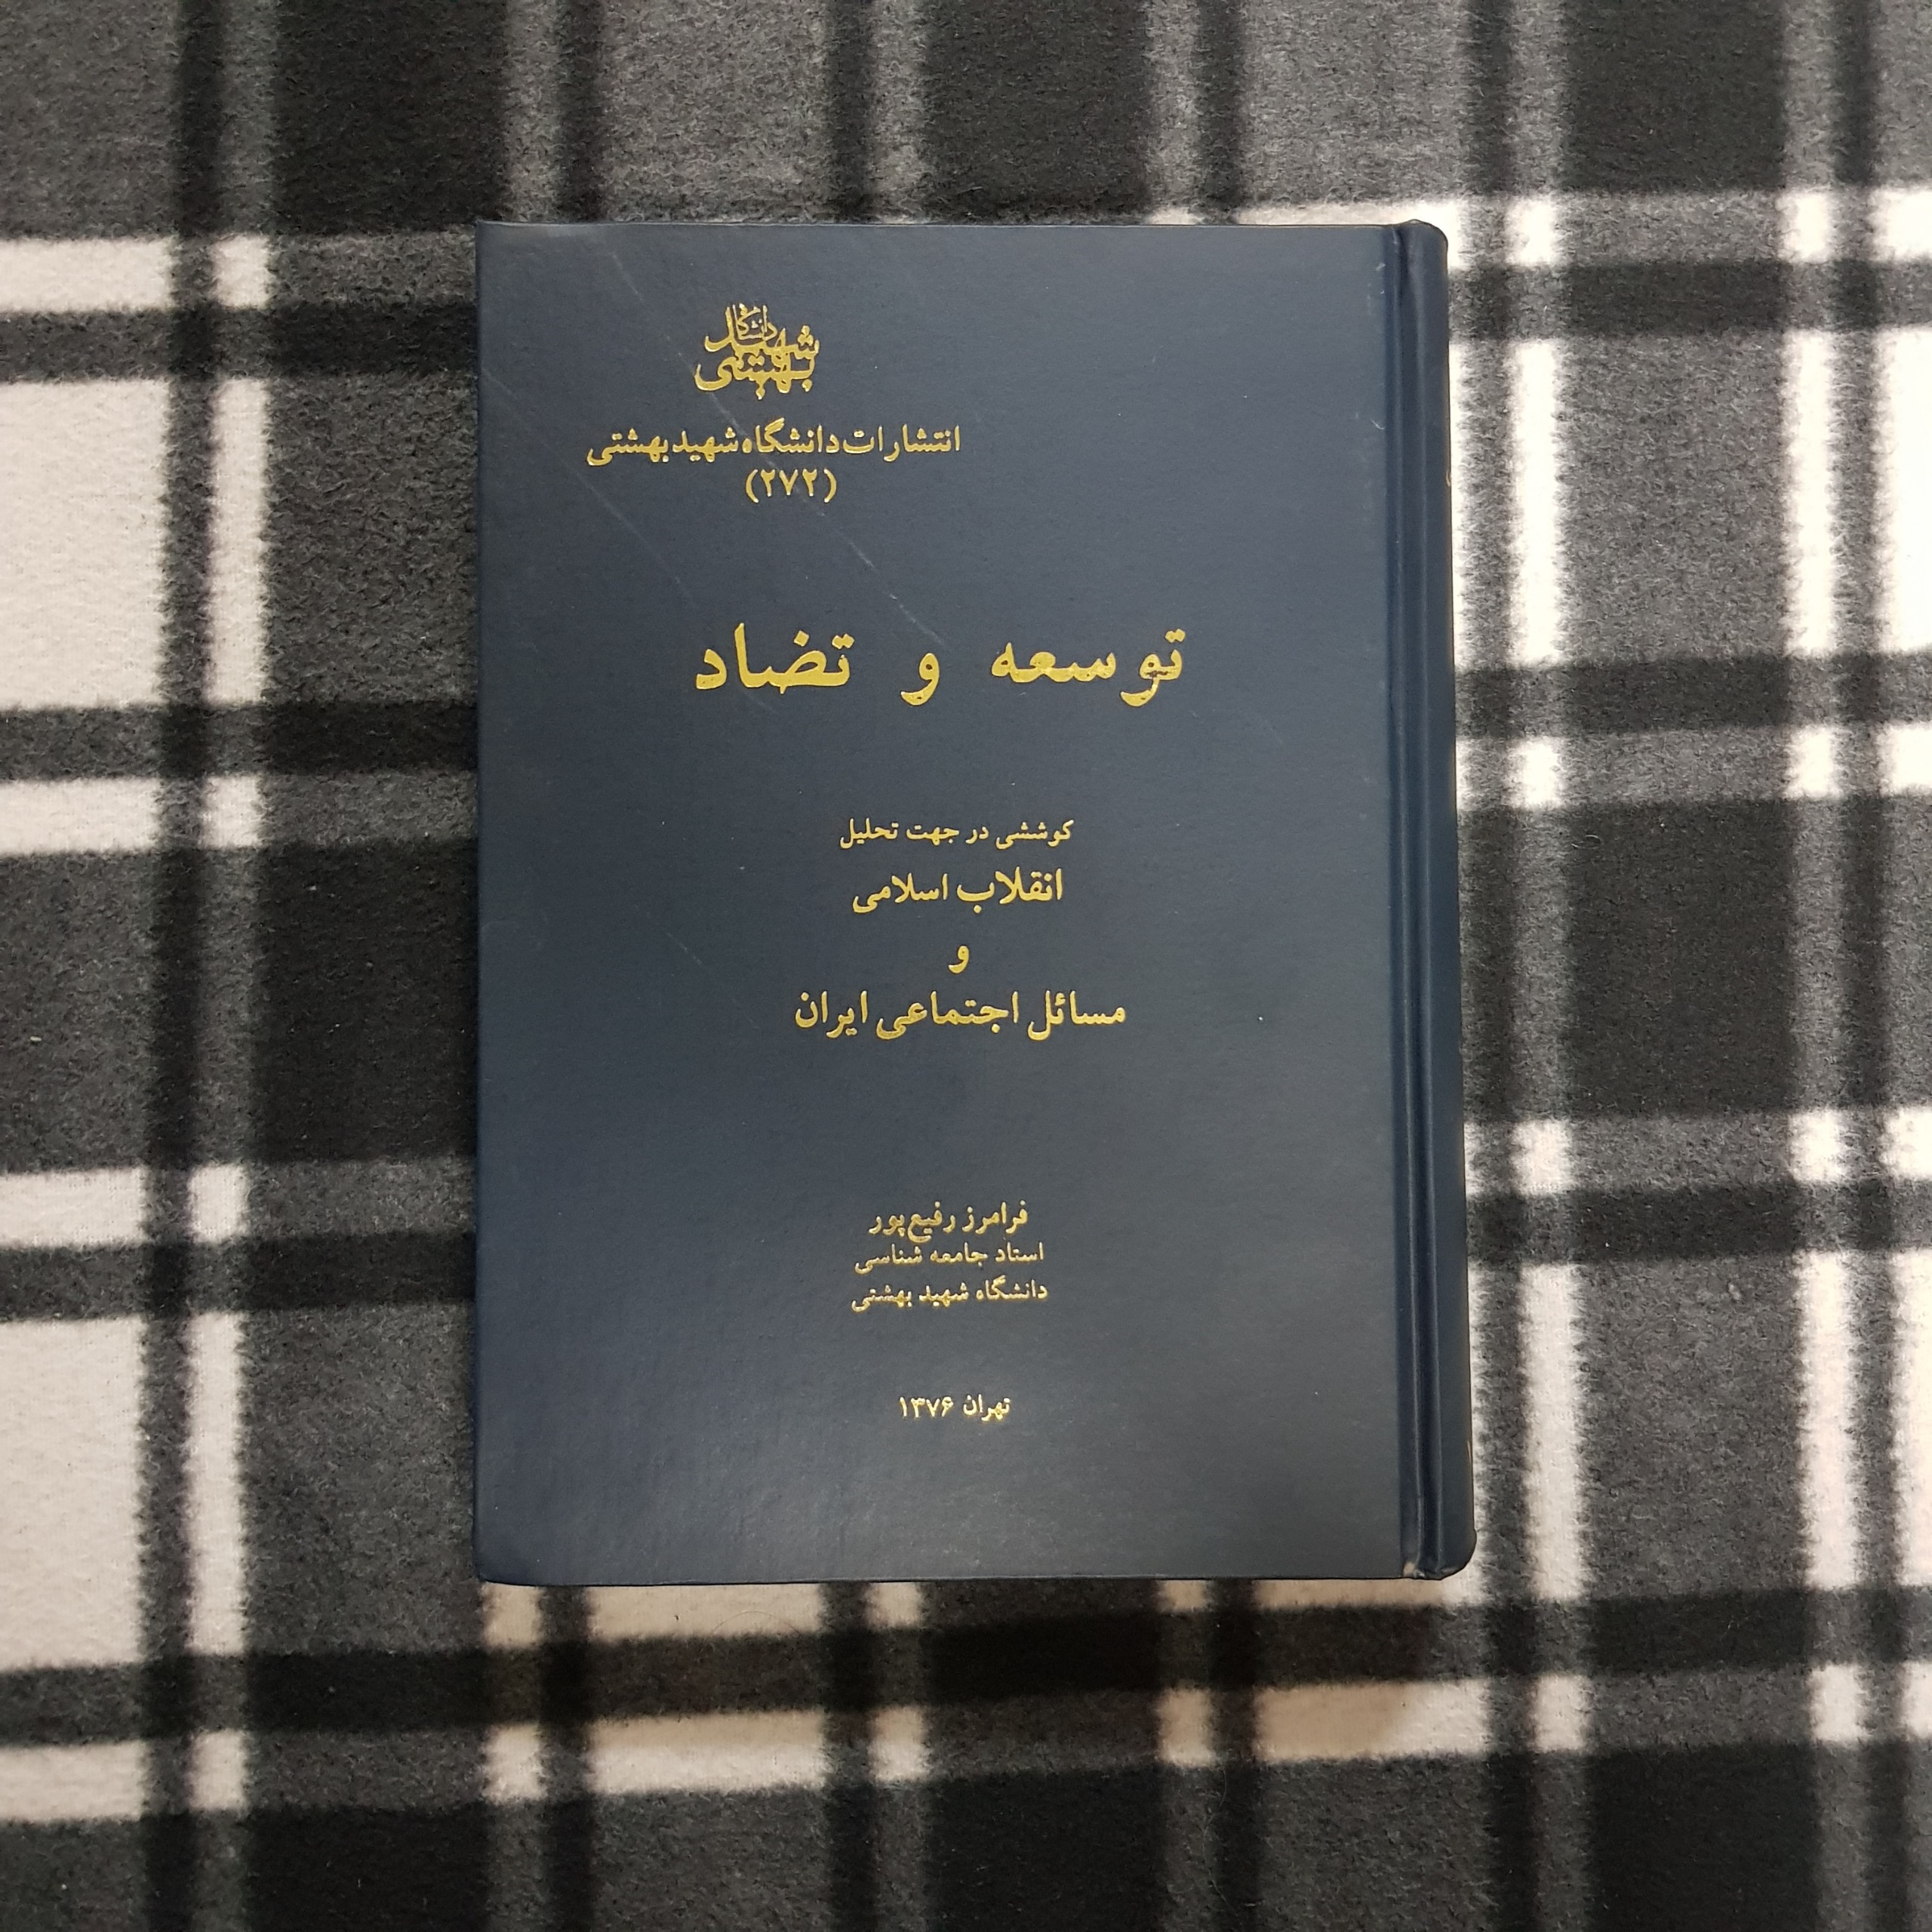 دانشگاه
شهید
بهشتی
انتشارات دانشگاه شهید بهشتی
(۲۷۲)
توسعه و تضاد
کوششی در جهت تحلیل
انقلاب اسلامی
و
مسائل اجتماعی ایران
فرامرز رفیع‌پور
استاد جامعه شناسی
دانشگاه شهید بهشتی
تهران ۱۳۷۶